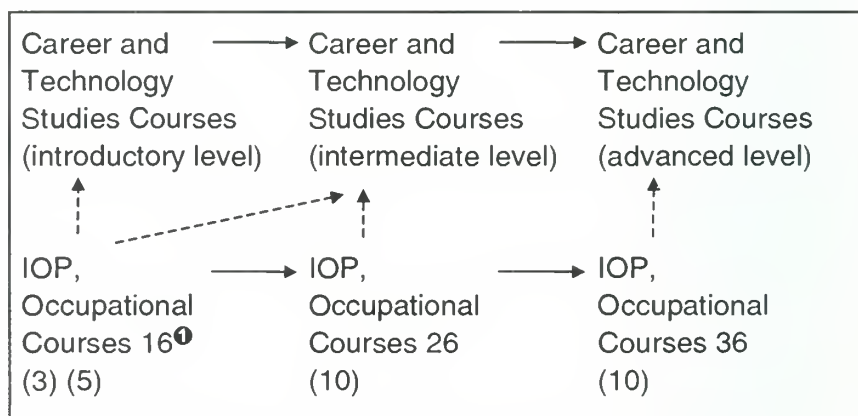 Career and
Technology
Studies Courses
(introductory level)
Career and
Technology
Studies Courses
(intermediate level)
Career and
Technology
Studies Courses
(advanced level)
IOP,
Occupational
Courses 16❶
(3) (5)
IOP,
Occupational
Courses 26
(10)
IOP,
Occupational
Courses 36
(10)